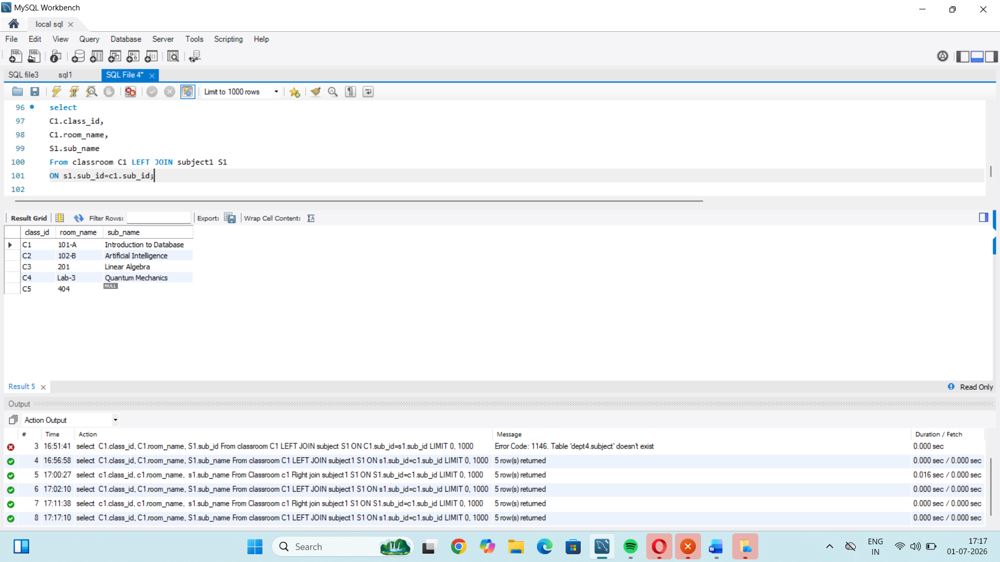 MySQL Workbench
local sql
File Edit View Query Database Server Tools Scripting Help
SQL file3 sql1 SQL File 4*
Limit to 1000 rows
96 select
97 C1.class_id,
98 C1.room_name,
99 S1.sub_name
100 From classroom C1 LEFT JOIN subject1 S1
101 ON s1.sub_id=c1.sub_id;
102
Result Grid Filter Rows: Export: Wrap Cell Content:
class_id room_name sub_name
C1 101-A Introduction to Database
C2 102-B Artificial Intelligence
C3 201 Linear Algebra
C4 Lab-3 Quantum Mechanics
C5 404 NULL
Result 5 Read Only
Output
Action Output
# Time Action Message Duration / Fetch
3 16:51:41 select C1.class_id, C1.room_name, S1.sub_id From classroom C1 LEFT JOIN subject S1 ON C1.sub_id=s1.sub_id LIMIT 0, 1000 Error Code: 1146. Table 'dept4.subject' doesn't exist 0.000 sec
4 16:56:58 select C1.class_id, C1.room_name, S1.sub_name From classroom C1 LEFT JOIN subject1 S1 ON s1.sub_id=c1.sub_id LIMIT 0, 1000 5 row(s) returned 0.000 sec / 0.000 sec
5 17:00:27 select c1.class_id, c1.room_name, s1.sub_name From Classroom c1 Right join subject1 S1 ON S1.sub_id=c1.sub_id LIMIT 0, 1000 5 row(s) returned 0.016 sec / 0.000 sec
6 17:02:10 select C1.class_id, C1.room_name, S1.sub_name From classroom C1 LEFT JOIN subject1 S1 ON s1.sub_id=c1.sub_id LIMIT 0, 1000 5 row(s) returned 0.000 sec / 0.000 sec
7 17:11:38 select c1.class_id, c1.room_name, s1.sub_name From Classroom c1 Right join subject1 S1 ON S1.sub_id=c1.sub_id LIMIT 0, 1000 5 row(s) returned 0.000 sec / 0.000 sec
8 17:17:10 select C1.class_id, C1.room_name, S1.sub_name From classroom C1 LEFT JOIN subject1 S1 ON s1.sub_id=c1.sub_id LIMIT 0, 1000 5 row(s) returned 0.000 sec / 0.000 sec
Search
ENG
IN
17:17
01-07-2026